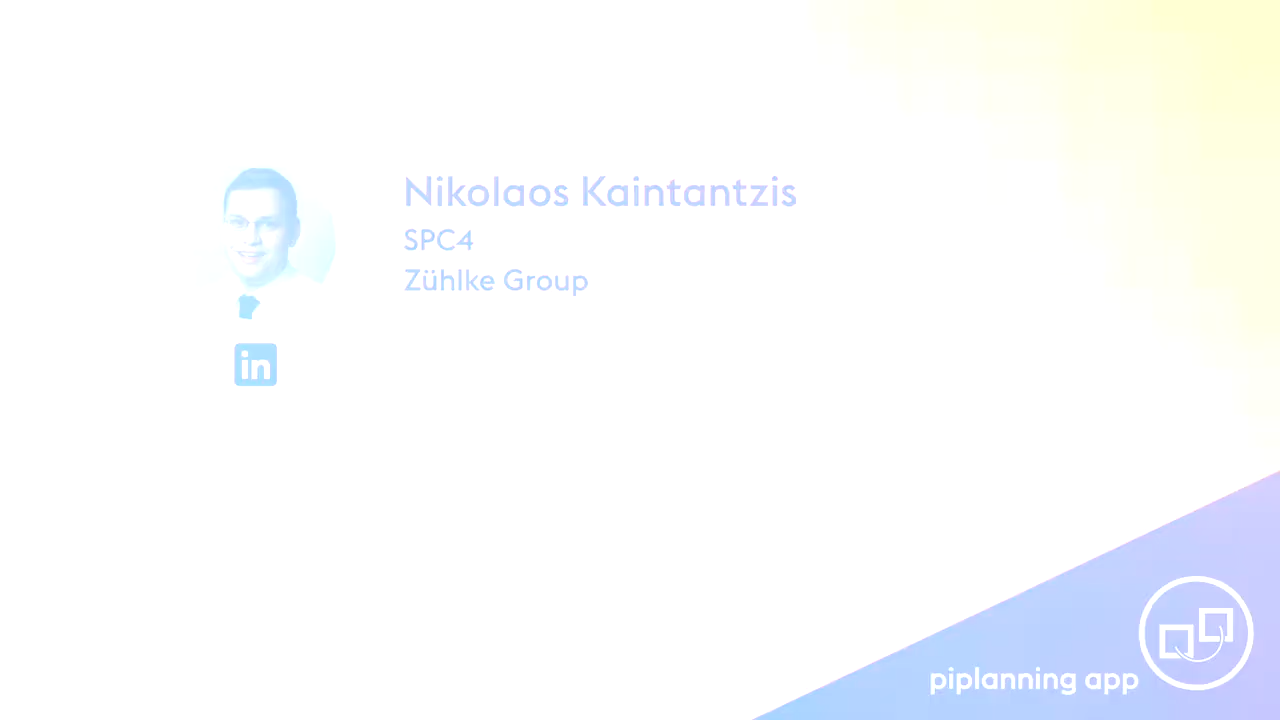 Nikolaos Kaintantzis
SPC4
Zühlke Group
in
piplanning app